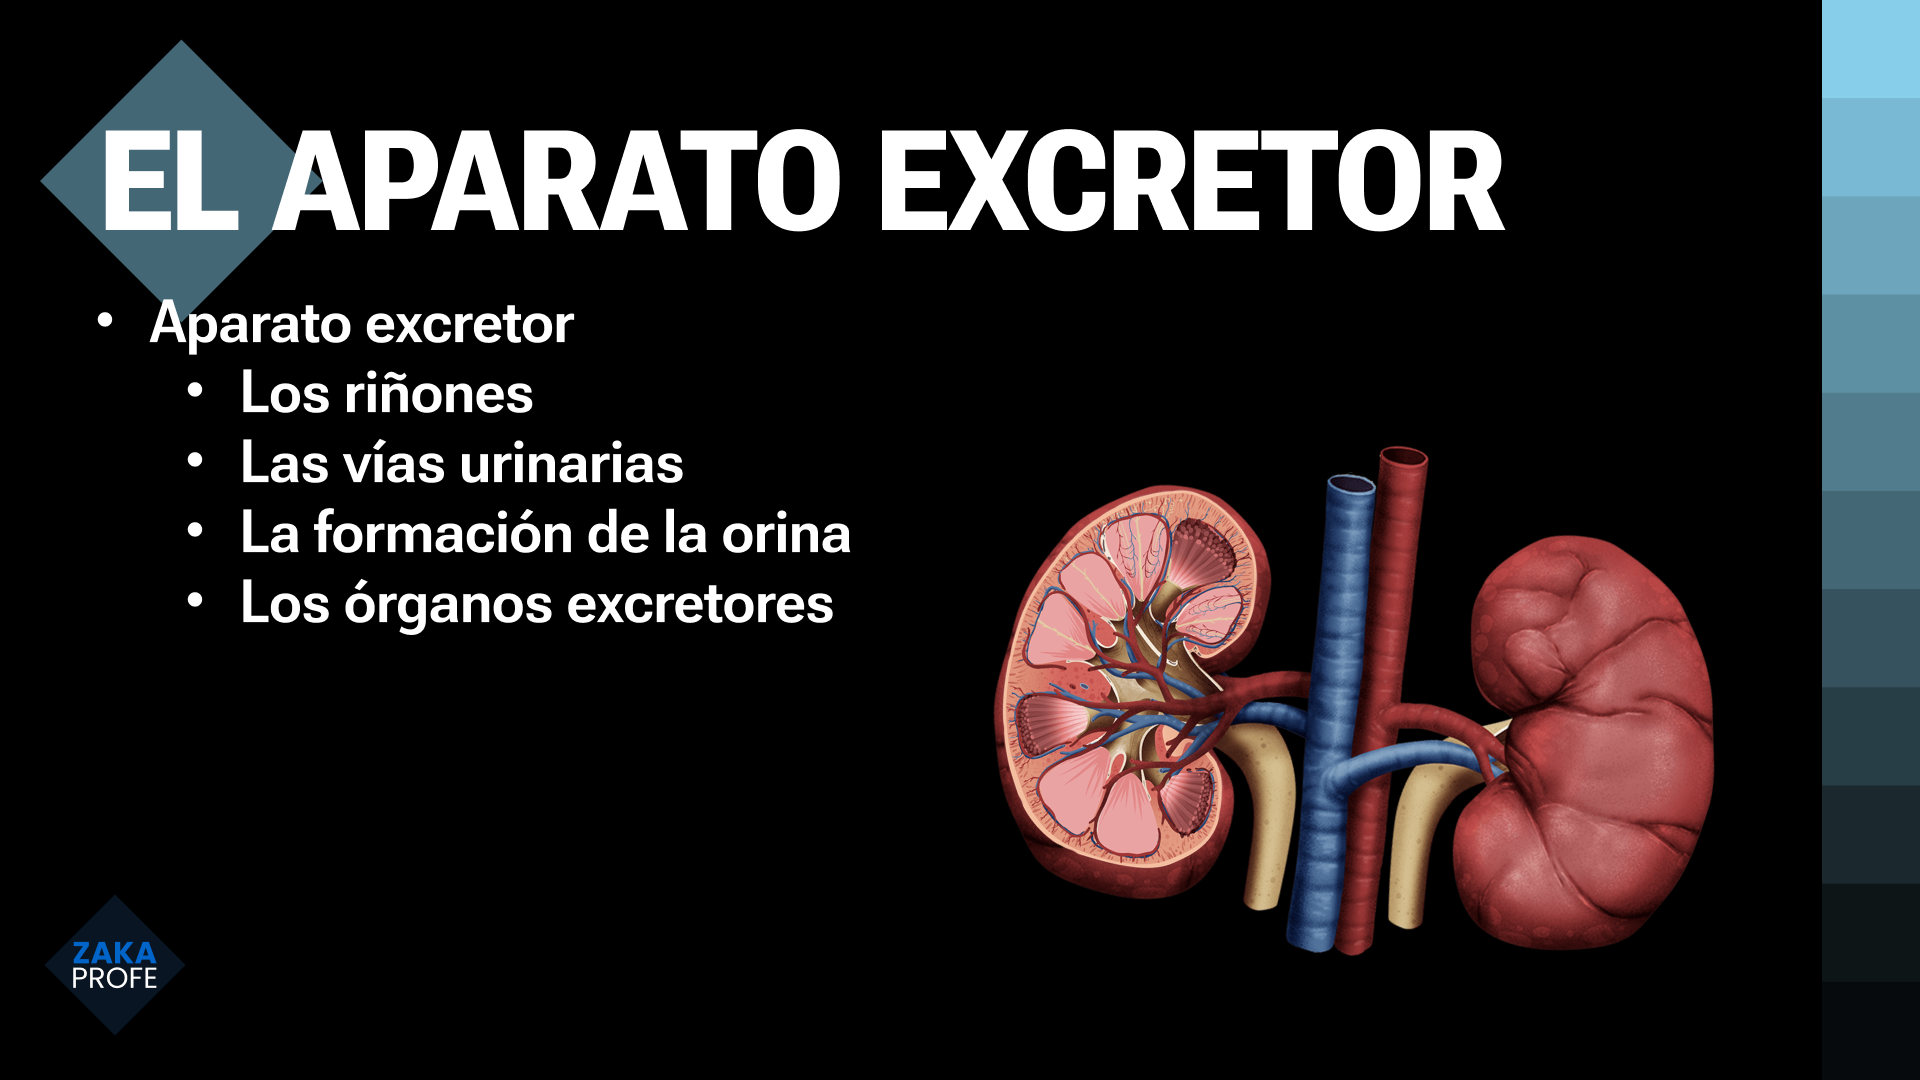 EL APARATO EXCRETOR
• Aparato excretor
• Los riñones
• Las vías urinarias
• La formación de la orina
• Los órganos excretores
ZAKA
PROFE